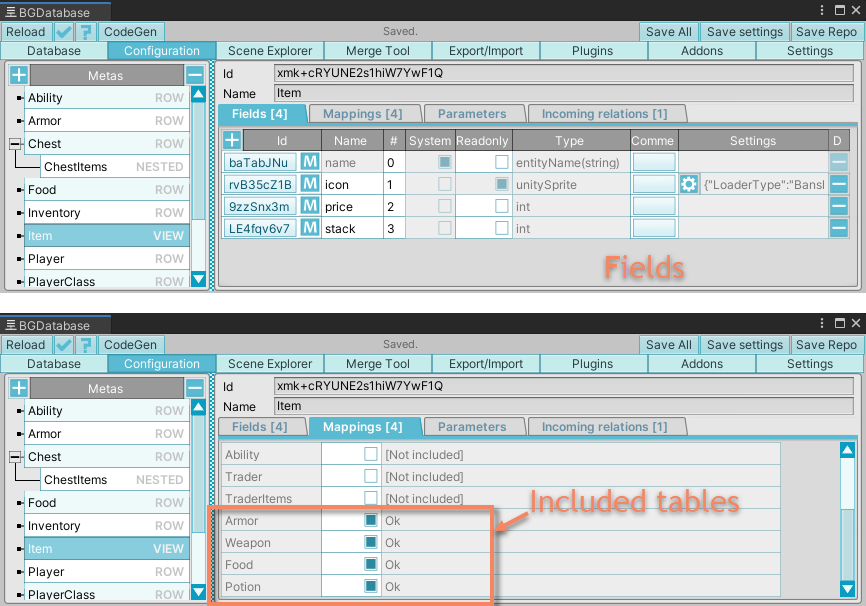 BGDatabase
Reload ? CodeGen Saved. Save All Save settings Save Repo
Database Configuration Scene Explorer Merge Tool Export/Import Plugins Addons Settings
Metas
Ability ROW
Armor ROW
Chest ROW
ChestItems NESTED
Food ROW
Inventory ROW
Item VIEW
Player ROW
PlayerClass ROW
Id xmk+cRYUNE2s1hiW7YwF1Q
Name Item
Fields [4] Mappings [4] Parameters Incoming relations [1]
Id Name # System Readonly Type Comme Settings D
baTabJNu M name 0 entityName(string)
rvB35cZ1B M icon 1 unitySprite {"LoaderType":"Bansl
9zzSnx3m M price 2 int
LE4fqv6v7 M stack 3 int
Fields
BGDatabase
Reload ? CodeGen Saved. Save All Save settings Save Repo
Database Configuration Scene Explorer Merge Tool Export/Import Plugins Addons Settings
Metas
Ability ROW
Armor ROW
Chest ROW
ChestItems NESTED
Food ROW
Inventory ROW
Item VIEW
Player ROW
PlayerClass ROW
Id xmk+cRYUNE2s1hiW7YwF1Q
Name Item
Fields [4] Mappings [4] Parameters Incoming relations [1]
Ability [Not included]
Trader [Not included]
TraderItems [Not included]
Armor Ok
Weapon Ok
Food Ok
Potion Ok
Included tables